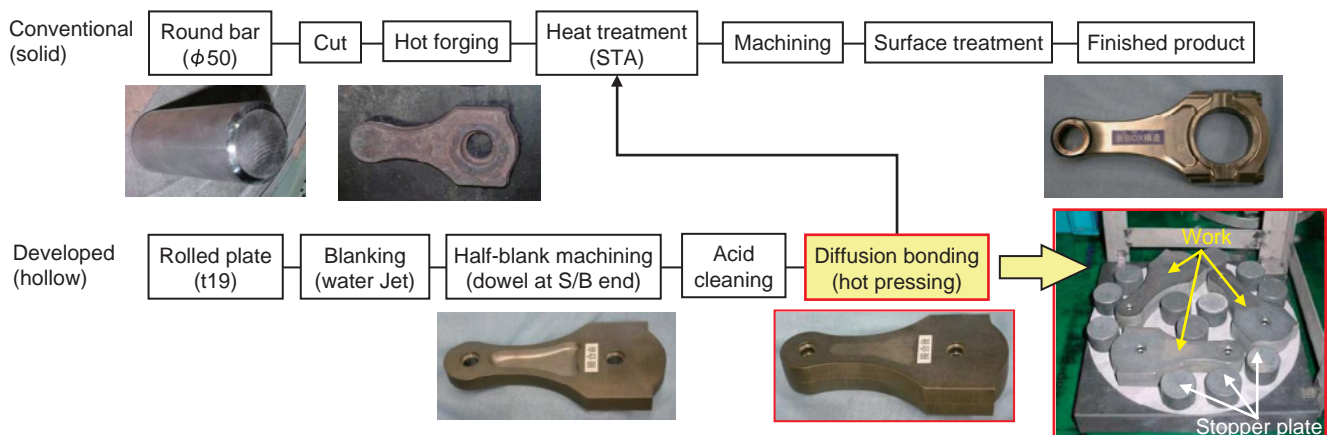 Conventional
(solid)
Round bar
(ϕ50)
Cut
Hot forging
Heat treatment
(STA)
Machining
Surface treatment
Finished product
Developed
(hollow)
Rolled plate
(t19)
Blanking
(water Jet)
Half-blank machining
(dowel at S/B end)
Acid
cleaning
Diffusion bonding
(hot pressing)
Work
Stopper plate